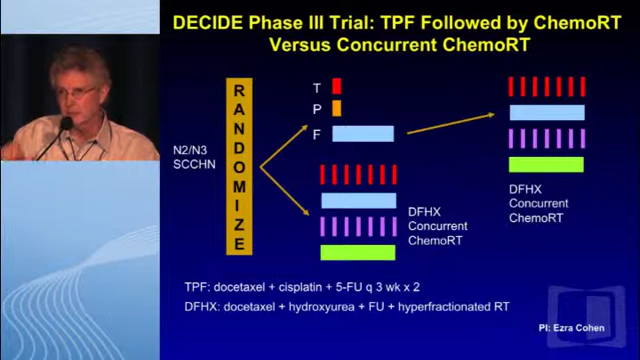 DECIDE Phase III Trial: TPF Followed by ChemoRT
Versus Concurrent ChemoRT
N2/N3
SCCHN
RANDOMIZE
T
P
F
DFHX
Concurrent
ChemoRT
DFHX
Concurrent
ChemoRT
TPF: docetaxel + cisplatin + 5-FU q 3 wk x 2
DFHX: docetaxel + hydroxyurea + FU + hyperfractionated RT
PI: Ezra Cohen